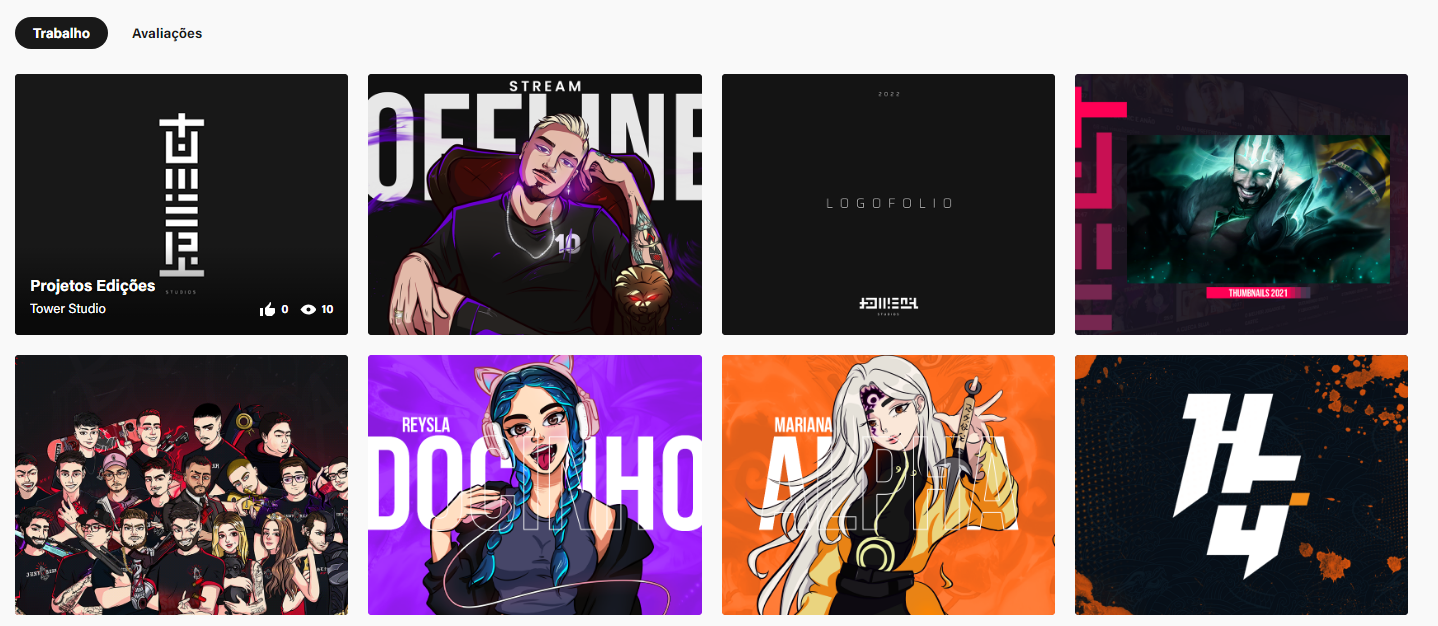 Trabalho
Avaliações
STUDIOS
Projetos Edições
Tower Studio
0
10
STREAM
OFFLINE
10
2022
LOGOFOLIO
STUDIOS
THUMBNAILS 2021
REYSLA
DOGINHO
MARIANA
ALPHA